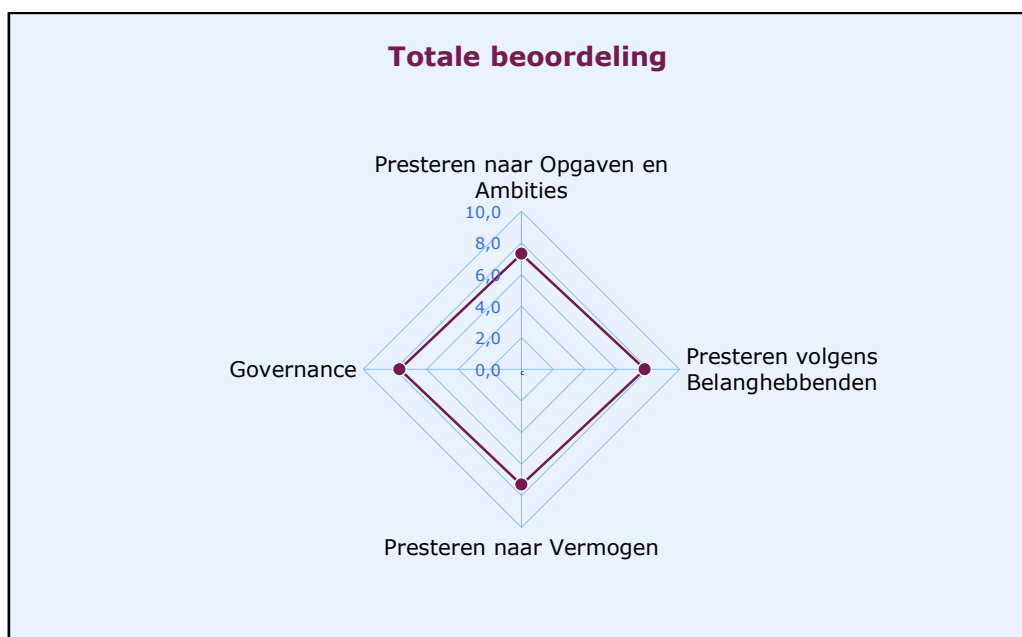 Totale beoordeling
Presteren naar Opgaven en
Ambities
10,0
8,0
6,0
4,0
2,0
0,0
c
Governance
Presteren volgens
Belanghebbenden
Presteren naar Vermogen